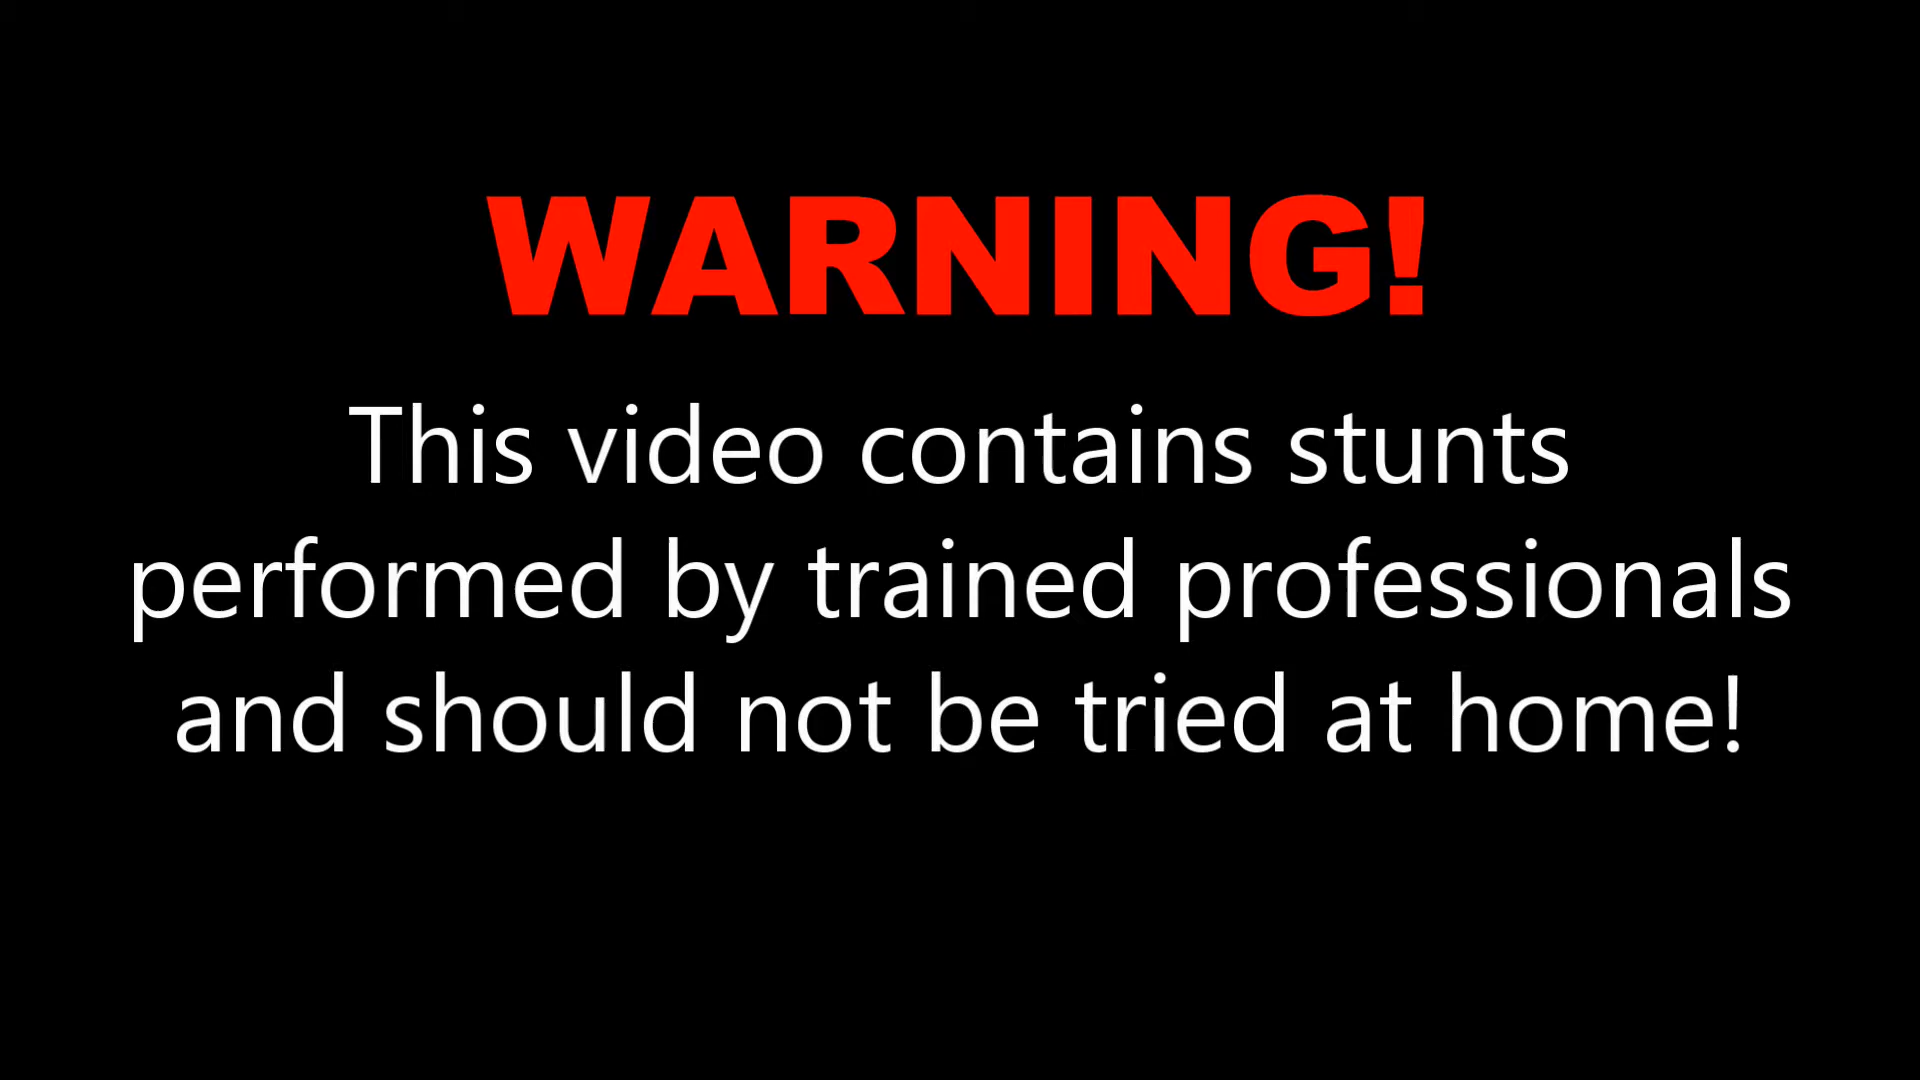 WARNING!
This video contains stunts
performed by trained professionals
and should not be tried at home!